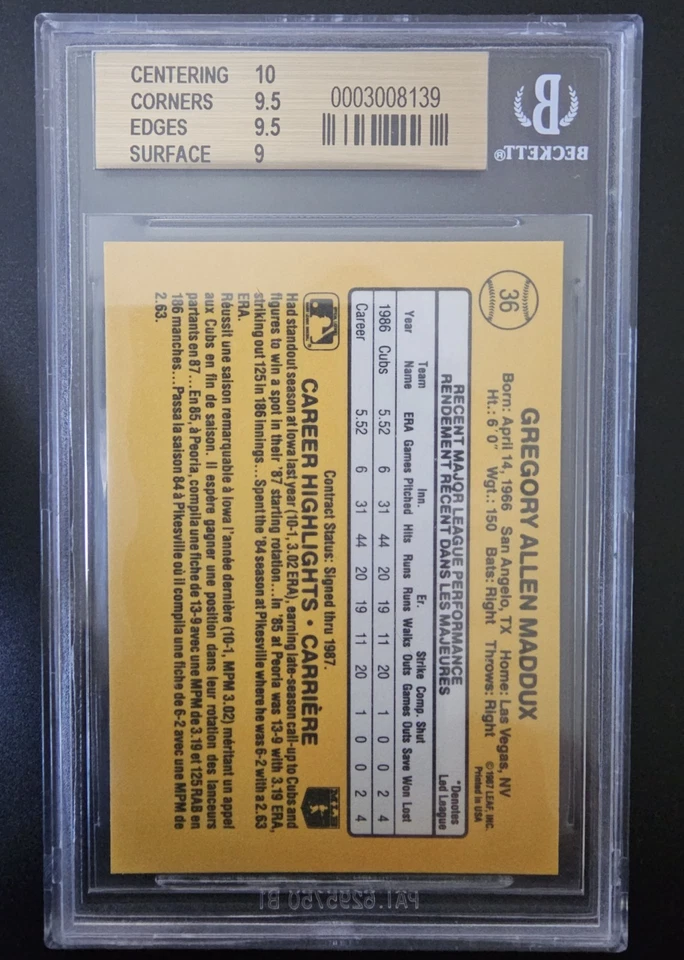 CENTERING 10
CORNERS 9.5
EDGES 9.5
SURFACE 9
0003008139
B
BECKETT®
36
GREGORY ALLEN MADDUX
Born: April 14, 1966 San Angelo, TX Home: Las Vegas, NV
Ht.: 6' 0" Wgt.: 150 Bats: Right Throws: Right
©1987 LEAF, INC.
Printed in USA
RECENT MAJOR LEAGUE PERFORMANCE
RENDEMENT RÉCENT DANS LES MAJEURES
*Denotes
Led League
Team Inn. Er. Strike Comp. Shut
Year Name ERA Games Pitched Hits Runs Runs Walks Outs Games Outs Save Won Lost
1986 Cubs 5.52 6 31 44 20 19 11 20 1 0 0 2 4
Career 5.52 6 31 44 20 19 11 20 1 0 0 2 4
Contract Status: Signed thru 1987.
CAREER HIGHLIGHTS • CARRIÈRE
Had standout season at Iowa last year (10-1, 3.02 ERA), earning late-season call-up to Cubs and
figures to win a spot in their '87 starting rotation...In '85 at Peoria was 13-9 with 3.19 ERA,
striking out 125 in 186 innings...Spent the '84 season at Pikesville where he was 6-2 with a 2.63
ERA.
Réussit une saison remarquable à Iowa l'année dernière (10-1, MPM 3.02) méritant un appel
aux Cubs en fin de saison. Il espère gagner une position dans leur rotation des lanceurs
partants en 87...En 85, à Peoria, compila une fiche de 13-9 avec une MPM de 3.19 et 125 RAB en
186 manches...Passa la saison 84 à Pikesville où il compila une fiche de 6-2 avec une MPM de
2.63.
PAT. 6295750 B1